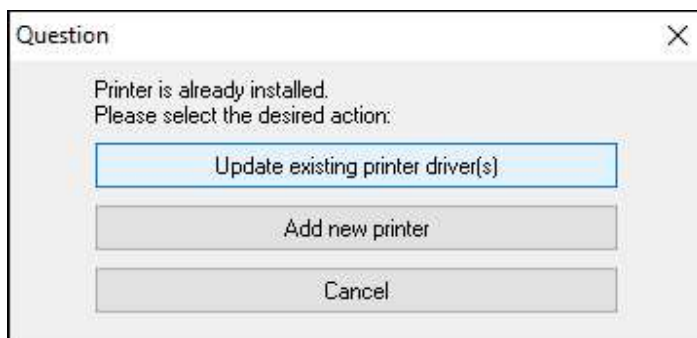 Question
Printer is already installed.
Please select the desired action:
Update existing printer driver(s)
Add new printer
Cancel